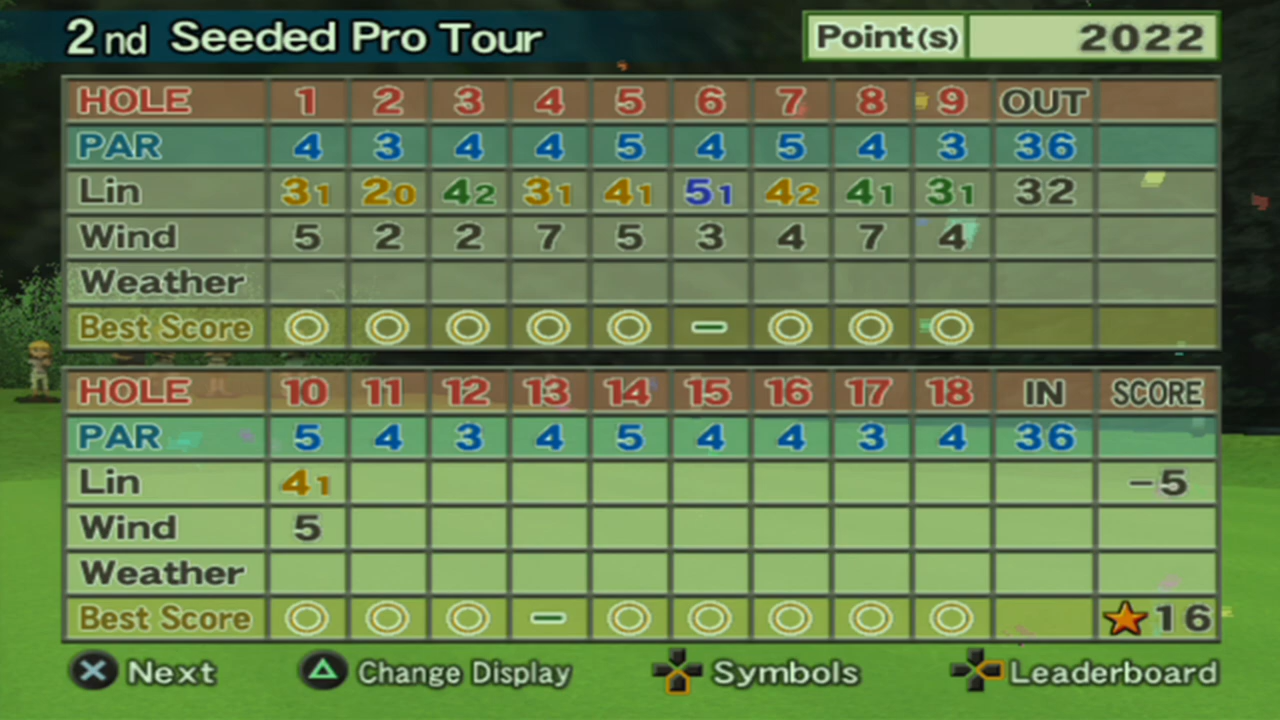 2nd Seeded Pro Tour Point(s) 2022
HOLE 1 2 3 4 5 6 7 8 9 OUT
PAR 4 3 4 4 5 4 5 4 3 36
Lin 31 20 42 31 41 51 42 41 31 32
Wind 5 2 2 7 5 3 4 7 4
Weather
Best Score
HOLE 10 11 12 13 14 15 16 17 18 IN SCORE
PAR 5 4 3 4 5 4 4 3 4 36
Lin 41 -5
Wind 5
Weather
Best Score 16
Next Change Display Symbols Leaderboard